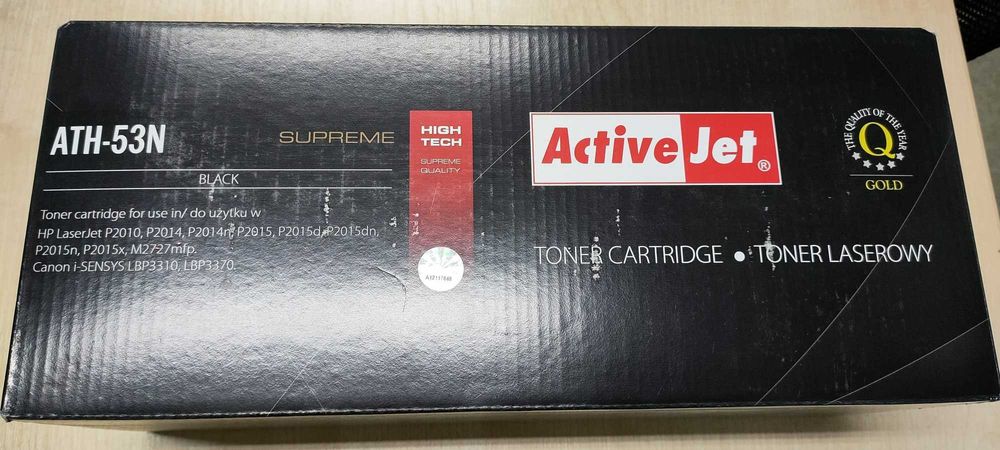 ATH-53N
SUPREME
BLACK
Toner cartridge for use in/ do użytku w
HP LaserJet P2010, P2014, P2014n, P2015, P2015d, P2015dn,
P2015n, P2015x, M2727mfp.
Canon i-SENSYS LBP3310, LBP3370.
HIGH
TECH
SUPREME
QUALITY
ActiveJet®
THE QUALITY OF THE YEAR
Q
GOLD
TONER CARTRIDGE • TONER LASEROWY